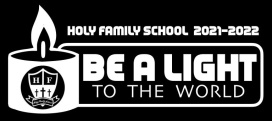 HOLY FAMILY SCHOOL 2021-2022
BE A LIGHT
TO THE WORLD
H F